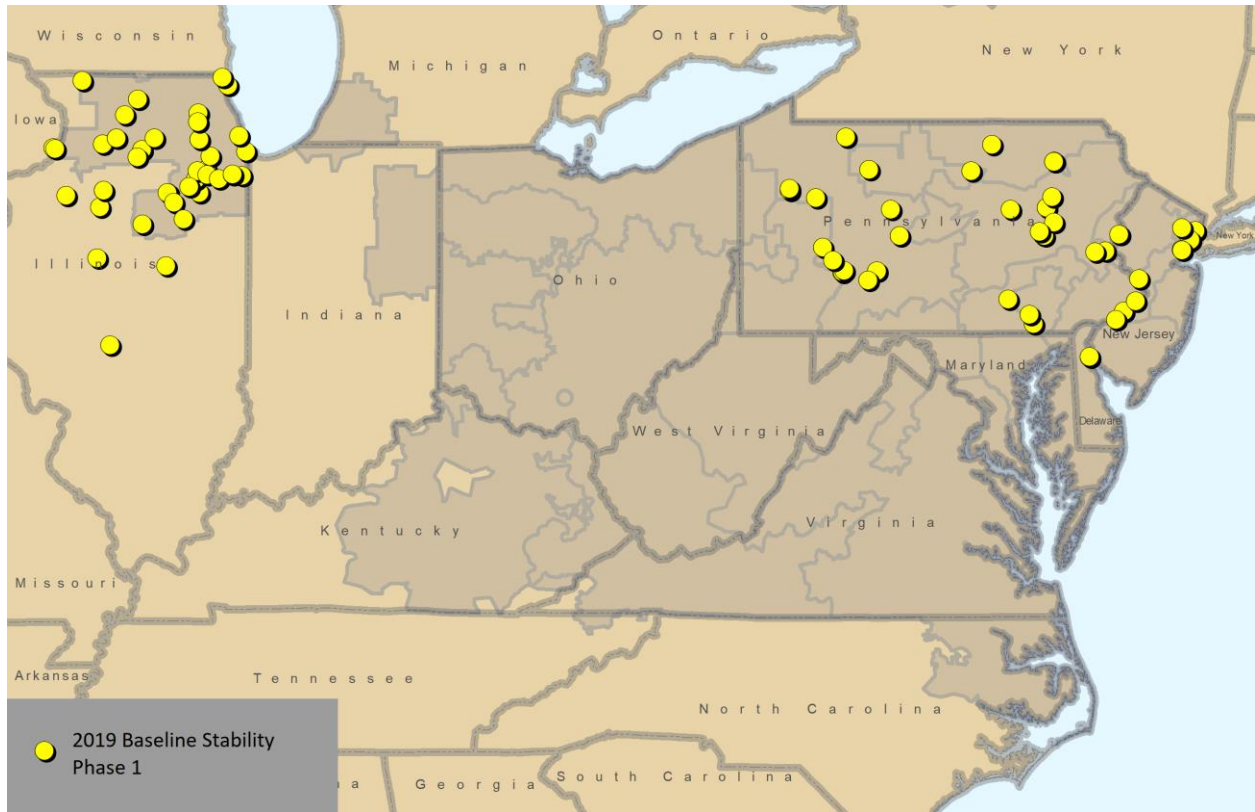 Wisconsin
Michigan
Ontario
New York
Iowa
Pennsylvania
New York
Illinois
Ohio
Indiana
New Jersey
Maryland
Delaware
West Virginia
Virginia
Kentucky
Missouri
Arkansas
Tennessee
North Carolina
2019 Baseline Stability
Phase 1
Georgia
South Carolina